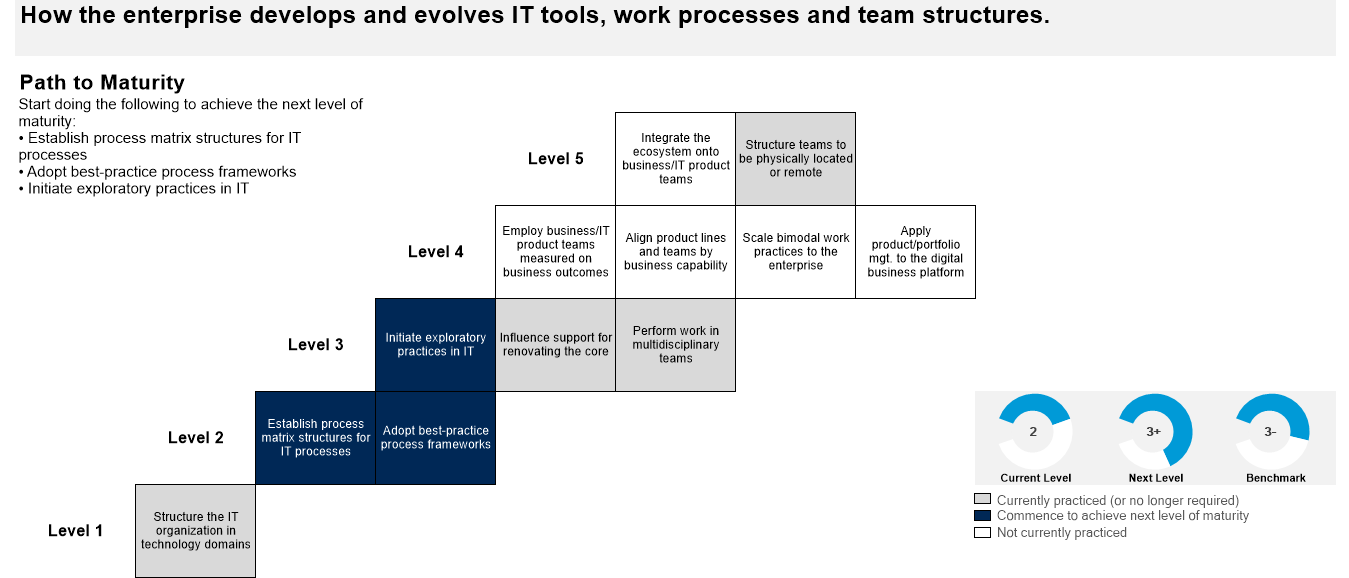 How the enterprise develops and evolves IT tools, work processes and team structures.
Path to Maturity
Start doing the following to achieve the next level of
maturity:
• Establish process matrix structures for IT
processes
• Adopt best-practice process frameworks
• Initiate exploratory practices in IT
Level 5
Integrate the
ecosystem onto
business/IT product
teams
Structure teams to
be physically located
or remote
Level 4
Employ business/IT
product teams
measured on
business outcomes
Align product lines
and teams by
business capability
Scale bimodal work
practices to the
enterprise
Apply
product/portfolio
mgt. to the digital
business platform
Level 3
Initiate exploratory
practices in IT
Influence support for
renovating the core
Perform work in
multidisciplinary
teams
Level 2
Establish process
matrix structures for
IT processes
Adopt best-practice
process frameworks
Level 1
Structure the IT
organization in
technology domains
2
Current Level
3+
Next Level
3-
Benchmark
Currently practiced (or no longer required)
Commence to achieve next level of maturity
Not currently practiced